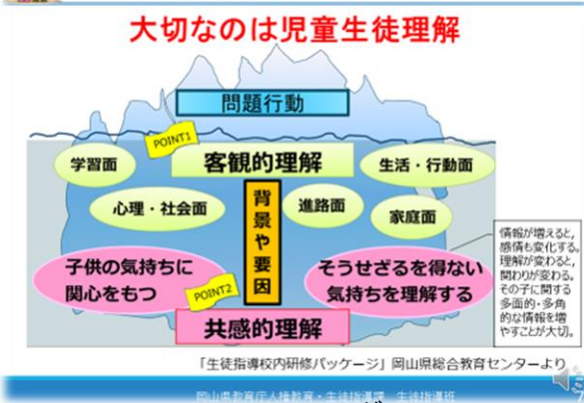 大切なのは児童生徒理解
問題行動
POINT1
学習面
客観的理解
生活・行動面
心理・社会面
背景や要因
進路面
家庭面
情報が増えると,
感情も変化する。
理解が変わると,
関わりが変わる。
その子に関する
多面的・多角
的な情報を増
やすことが大切。
子供の気持ちに
関心をもつ
POINT2
そうせざるを得ない
気持ちを理解する
共感的理解
「生徒指導校内研修パッケージ」岡山県総合教育センターより
岡山県教育庁人権教育・生徒指導課 生徒指導班